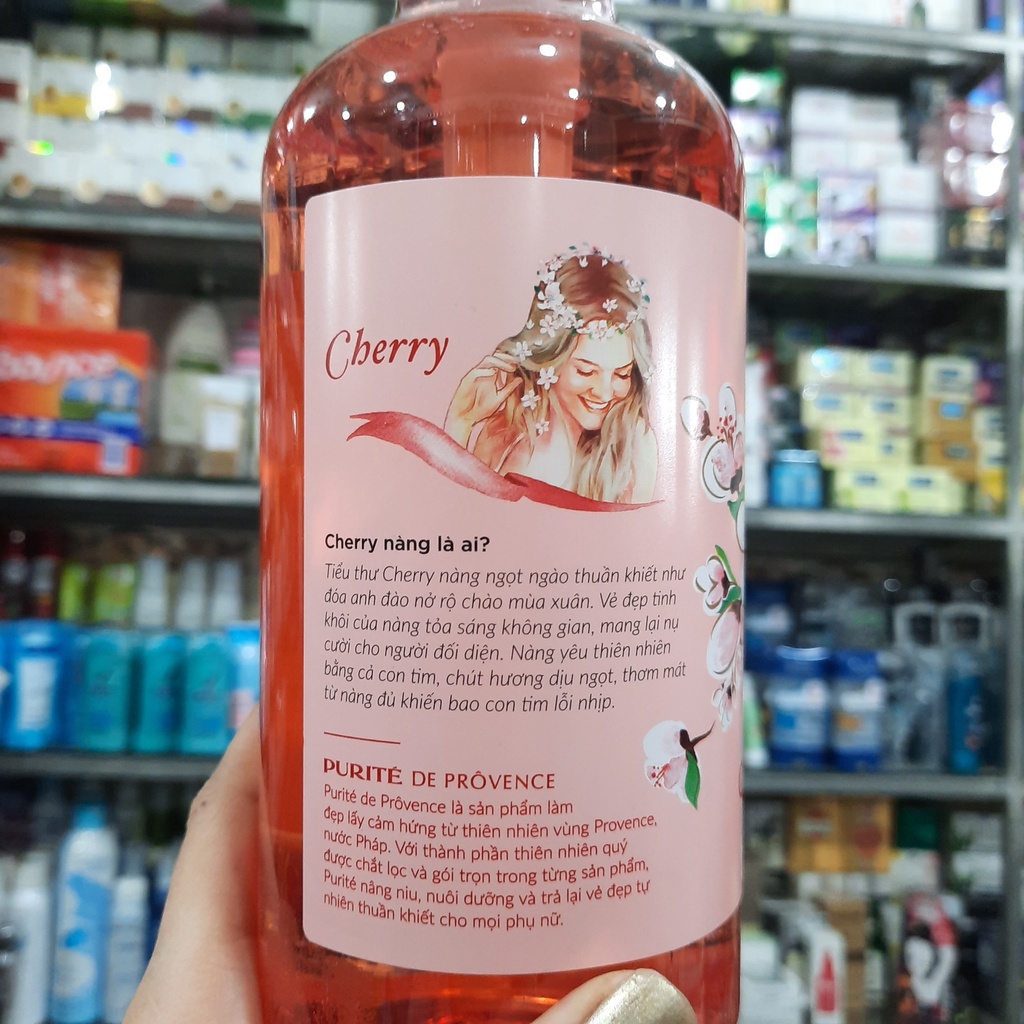 Cherry
Cherry nàng là ai?
Tiểu thư Cherry nàng ngọt ngào thuần khiết như
đóa anh đào nở rộ chào mùa xuân. Vẻ đẹp tinh
khôi của nàng tỏa sáng không gian, mang lại nụ
cười cho người đối diện. Nàng yêu thiên nhiên
bằng cả con tim, chút hương dịu ngọt, thơm mát
từ nàng đủ khiến bao con tim lỗi nhịp.
PURITÉ DE PRÔVENCE
Purité de Prôvence là sản phẩm làm
đẹp lấy cảm hứng từ thiên nhiên vùng Provence,
nước Pháp. Với thành phần thiên nhiên quý
được chắt lọc và gói trọn trong từng sản phẩm,
Purité nâng niu, nuôi dưỡng và trả lại vẻ đẹp tự
nhiên thuần khiết cho mọi phụ nữ.